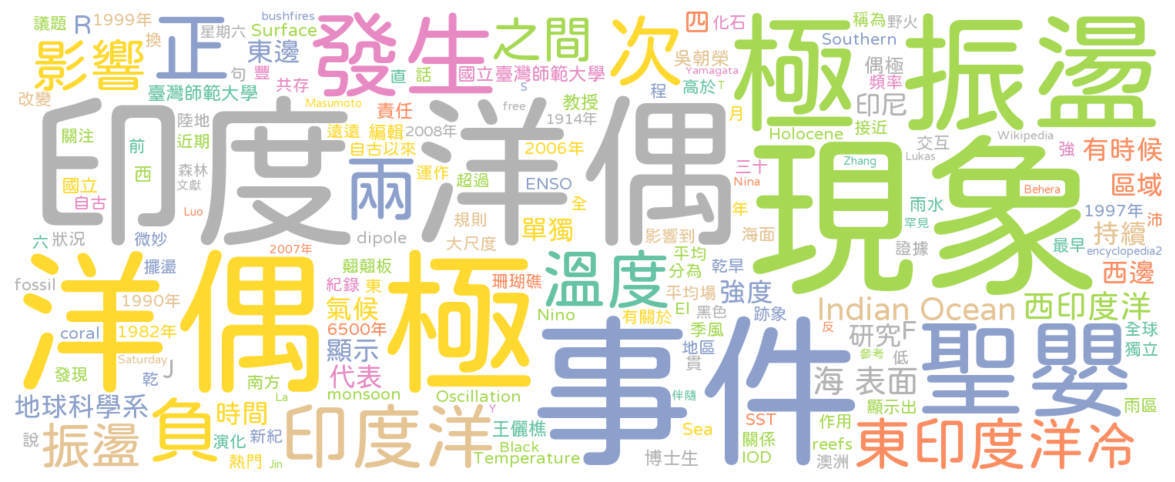 議題 R 1999年 bushfires 星期六 Surface
影響 正 發生 之間 次 四 化石 極 振盪
換 東邊 吳朝榮 稱為 野火 Southern
句 豐 共存 直 話 國立臺灣師範大學 Yamagata 高於 T 偶極 頻率
改變 臺灣師範大學 Masumoto S free 教授 程 印尼
印度洋偶 現象
關注 前 陸地 近期 責任 遠遠 編輯 2008年 1914年 月 Holocene 接近 交互 Wikipedia 強
自古以來 2006年 Zhang Lukas 有時候
國立 西 森林 文獻 兩 運作 超過 ENSO 三十 Nina Behera 區域
自古 Luo 規則 單獨 全 年 雨水 罕見 1997年 沛
六 狀況 微妙 dipole 大尺度 影響到 海面 證據 最早 持續 encyclopedia2
2007年
洋偶極 溫度 西邊
fossil 擺盪 翹翹板 紀錄 東 珊瑚礁 平均 分為 乾旱 強度
1990年 氣候 Nino 平均場 El 黑色 跡象 Indian Ocean 西印度洋
coral 1982年 6500年 有關於 季風 反
Saturday J 顯示 事件 地區 貫 研究 F 聖嬰 全球 獨立
發現 乾 南方 代表 參考 低
La monsoon Oscillation 伴隨 海 表面
地球科學系 負 時間 印度洋 Y 王儷樵 Sea SST 作用 顯示出 雨區
說 振盪 演化 新紀 Black 關係 reefs 東印度洋冷
熱門 Jin Temperature 博士生 IOD 澳洲